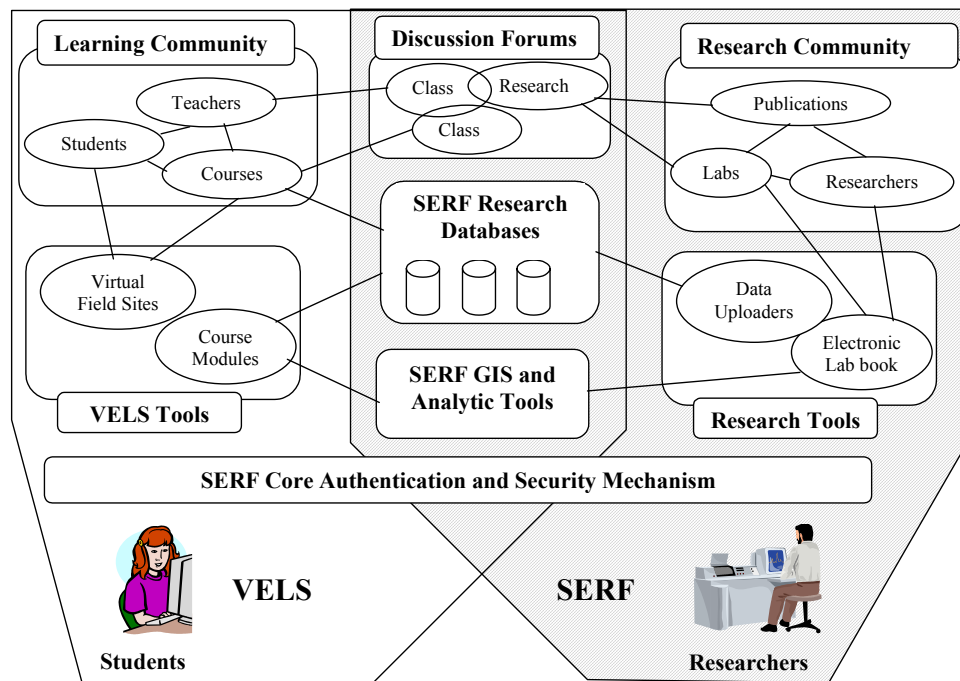 Learning Community
Discussion Forums
Research Community
Teachers
Students
Courses
Class
Research
Class
Publications
Labs
Researchers
SERF Research
Databases
Virtual
Field Sites
Course
Modules
VELS Tools
Data
Uploaders
Electronic
Lab book
Research Tools
SERF GIS and
Analytic Tools
SERF Core Authentication and Security Mechanism
VELS
SERF
Students
Researchers